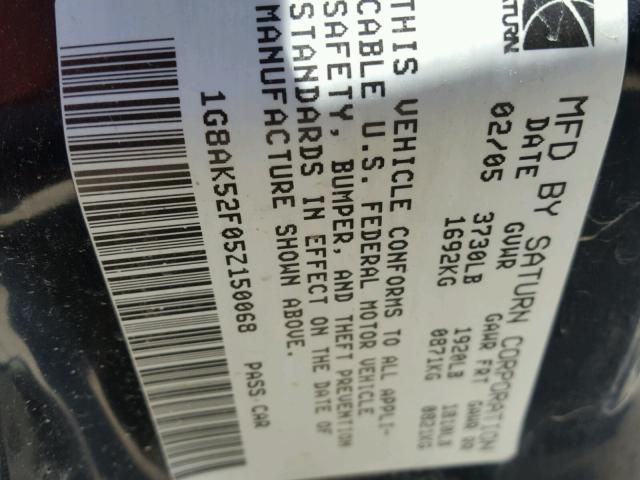 SATURN
MFD BY SATURN CORPORATION
DATE GVWR GAWR FRT GAWR RR
02/05 3730LB 1920LB 1810LB
1692KG 0871KG 0821KG
THIS VEHICLE CONFORMS TO ALL APPLI-
CABLE U.S. FEDERAL MOTOR VEHICLE
SAFETY, BUMPER, AND THEFT PREVENTION
STANDARDS IN EFFECT ON THE DATE OF
MANUFACTURE SHOWN ABOVE.
1G8AK52F05Z150068 PASS CAR